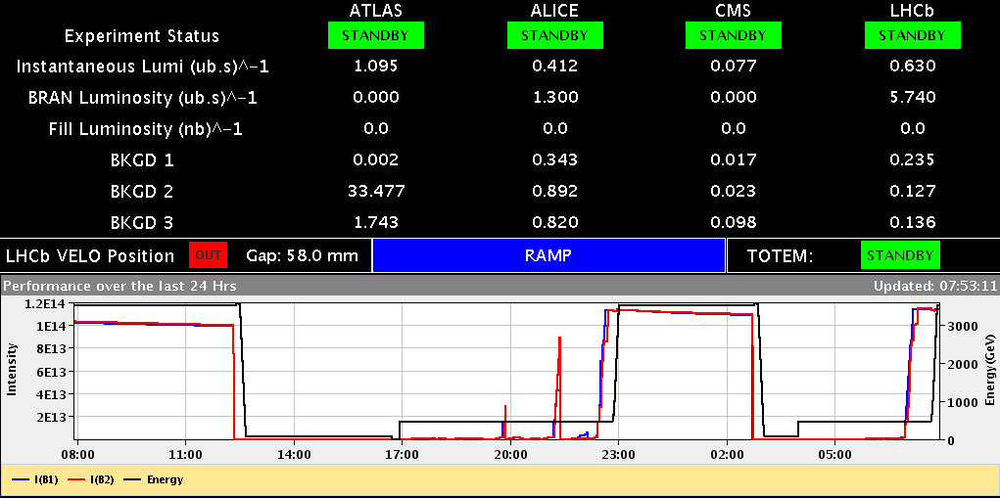 ATLAS ALICE CMS LHCb
Experiment Status STANDBY STANDBY STANDBY STANDBY
Instantaneous Lumi (ub.s)^-1 1.095 0.412 0.077 0.630
BRAN Luminosity (ub.s)^-1 0.000 1.300 0.000 5.740
Fill Luminosity (nb)^-1 0.0 0.0 0.0 0.0
BKGD 1 0.002 0.343 0.017 0.235
BKGD 2 33.477 0.892 0.023 0.127
BKGD 3 1.743 0.820 0.098 0.136
LHCb VELO Position OUT Gap: 58.0 mm RAMP TOTEM: STANDBY
Performance over the last 24 Hrs Updated: 07:53:11
1.2E14
1E14 3000
8E13
6E13 2000
4E13 1000
2E13
0
Intensity
Energy(GeV)
08:00 11:00 14:00 17:00 20:00 23:00 02:00 05:00
I(B1) I(B2) Energy